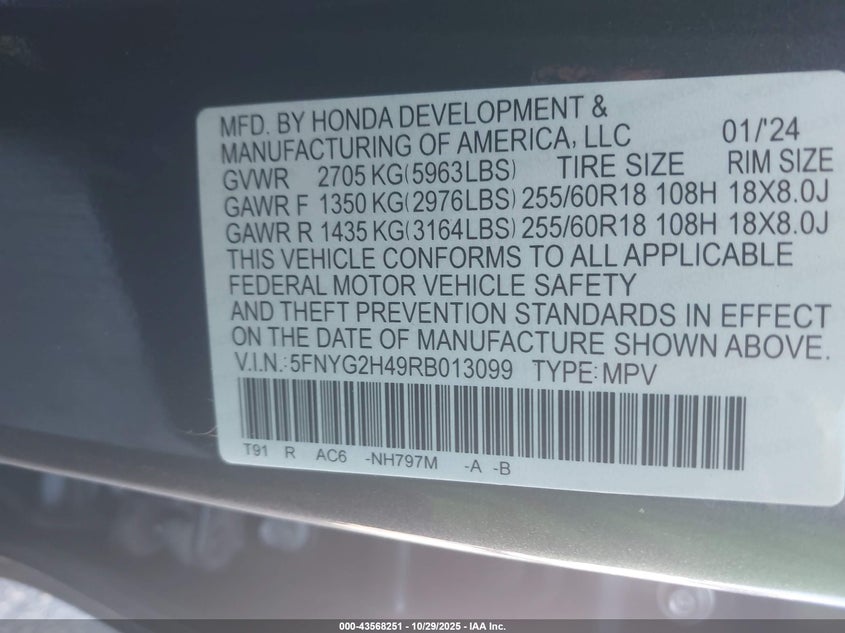 MFD. BY HONDA DEVELOPMENT &
MANUFACTURING OF AMERICA, LLC 01/'24
GVWR 2705 KG(5963LBS) TIRE SIZE RIM SIZE
GAWR F 1350 KG(2976LBS) 255/60R18 108H 18X8.0J
GAWR R 1435 KG(3164LBS) 255/60R18 108H 18X8.0J
THIS VEHICLE CONFORMS TO ALL APPLICABLE
FEDERAL MOTOR VEHICLE SAFETY
AND THEFT PREVENTION STANDARDS IN EFFECT
ON THE DATE OF MANUFACTURE SHOWN ABOVE.
V.I.N.:5FNYG2H49RB013099 TYPE:MPV
T91 R AC6 -NH797M -A -B
000-43568251 | 10/29/2025 - IAA Inc.